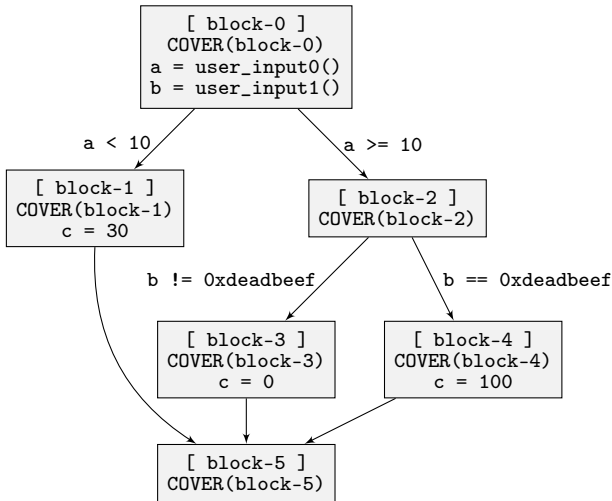 [ block-0 ]
COVER(block-0)
a = user_input0()
b = user_input1()
a < 10
a >= 10
[ block-1 ]
COVER(block-1)
c = 30
[ block-2 ]
COVER(block-2)
b != 0xdeadbeef
b == 0xdeadbeef
[ block-3 ]
COVER(block-3)
c = 0
[ block-4 ]
COVER(block-4)
c = 100
[ block-5 ]
COVER(block-5)